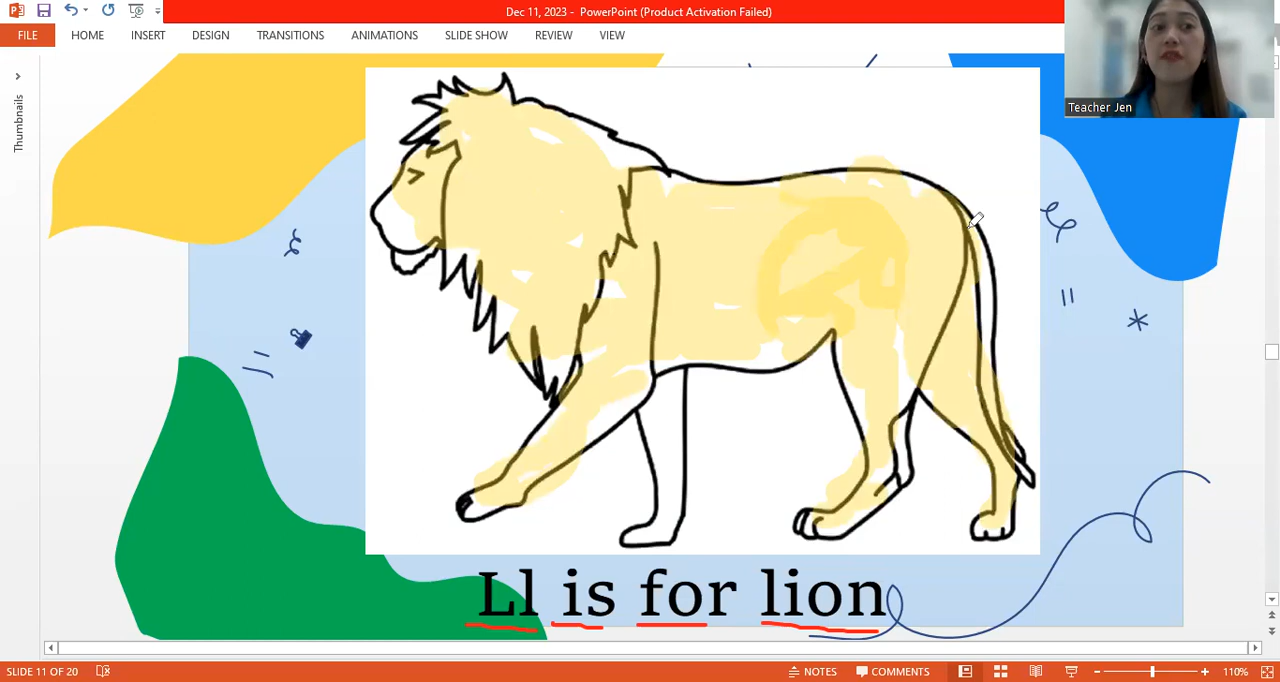 Dec 11, 2023 - PowerPoint (Product Activation Failed)
FILE HOME INSERT DESIGN TRANSITIONS ANIMATIONS SLIDE SHOW REVIEW VIEW
Teacher Jen
Thumbnails
Ll is for lion
SLIDE 11 OF 20 NOTES COMMENTS 110%